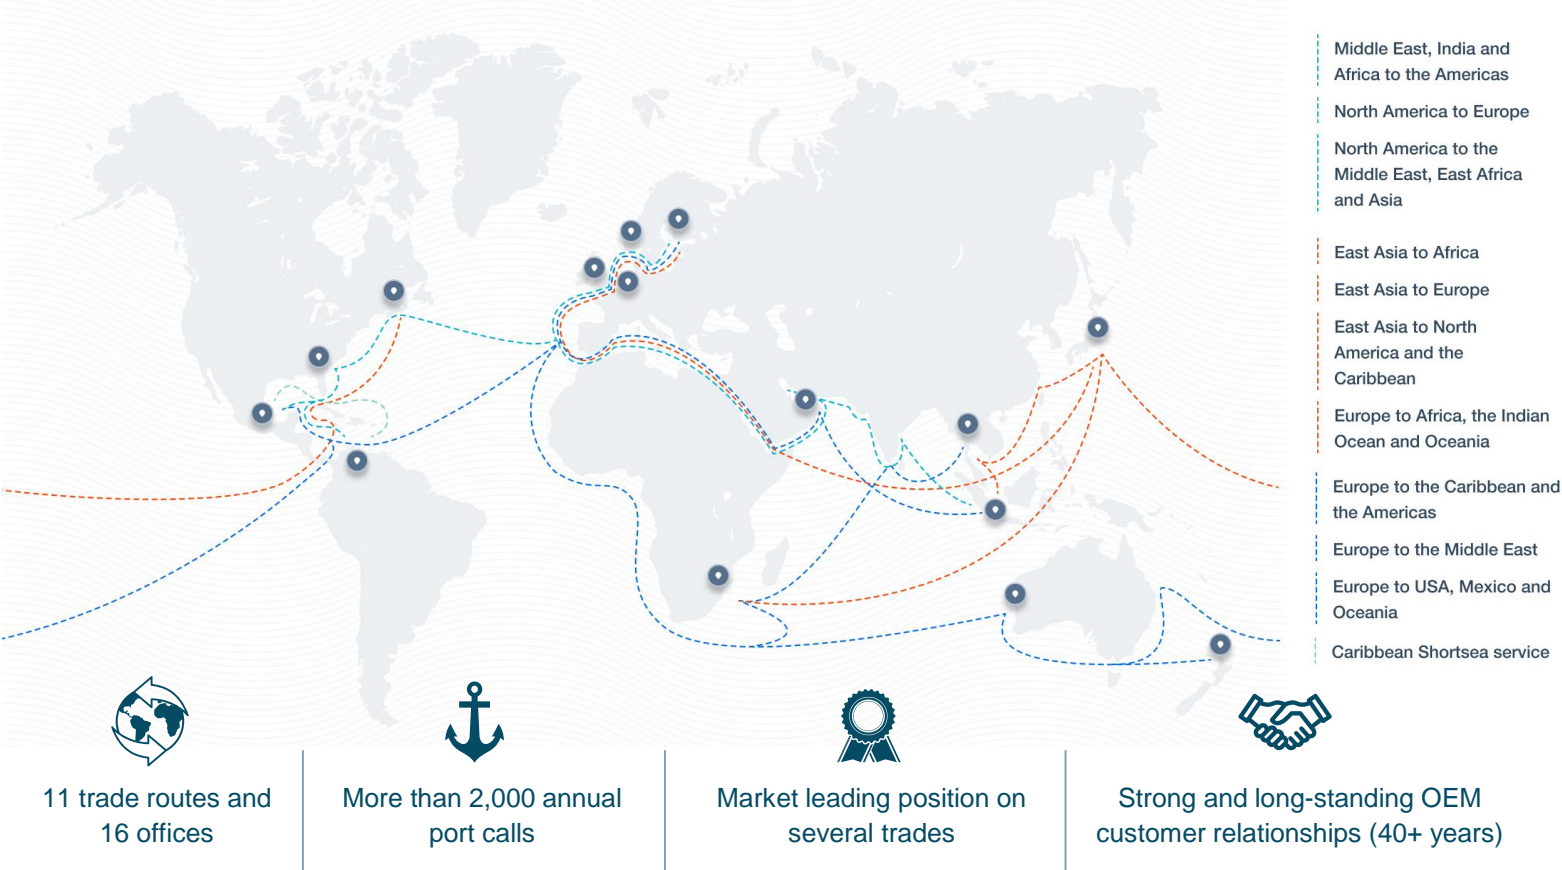 Middle East, India and
Africa to the Americas
North America to Europe
North America to the
Middle East, East Africa
and Asia
East Asia to Africa
East Asia to Europe
East Asia to North
America and the
Caribbean
Europe to Africa, the Indian
Ocean and Oceania
Europe to the Caribbean and
the Americas
Europe to the Middle East
Europe to USA, Mexico and
Oceania
Caribbean Shortsea service
11 trade routes and
16 offices
More than 2,000 annual
port calls
Market leading position on
several trades
Strong and long-standing OEM
customer relationships (40+ years)